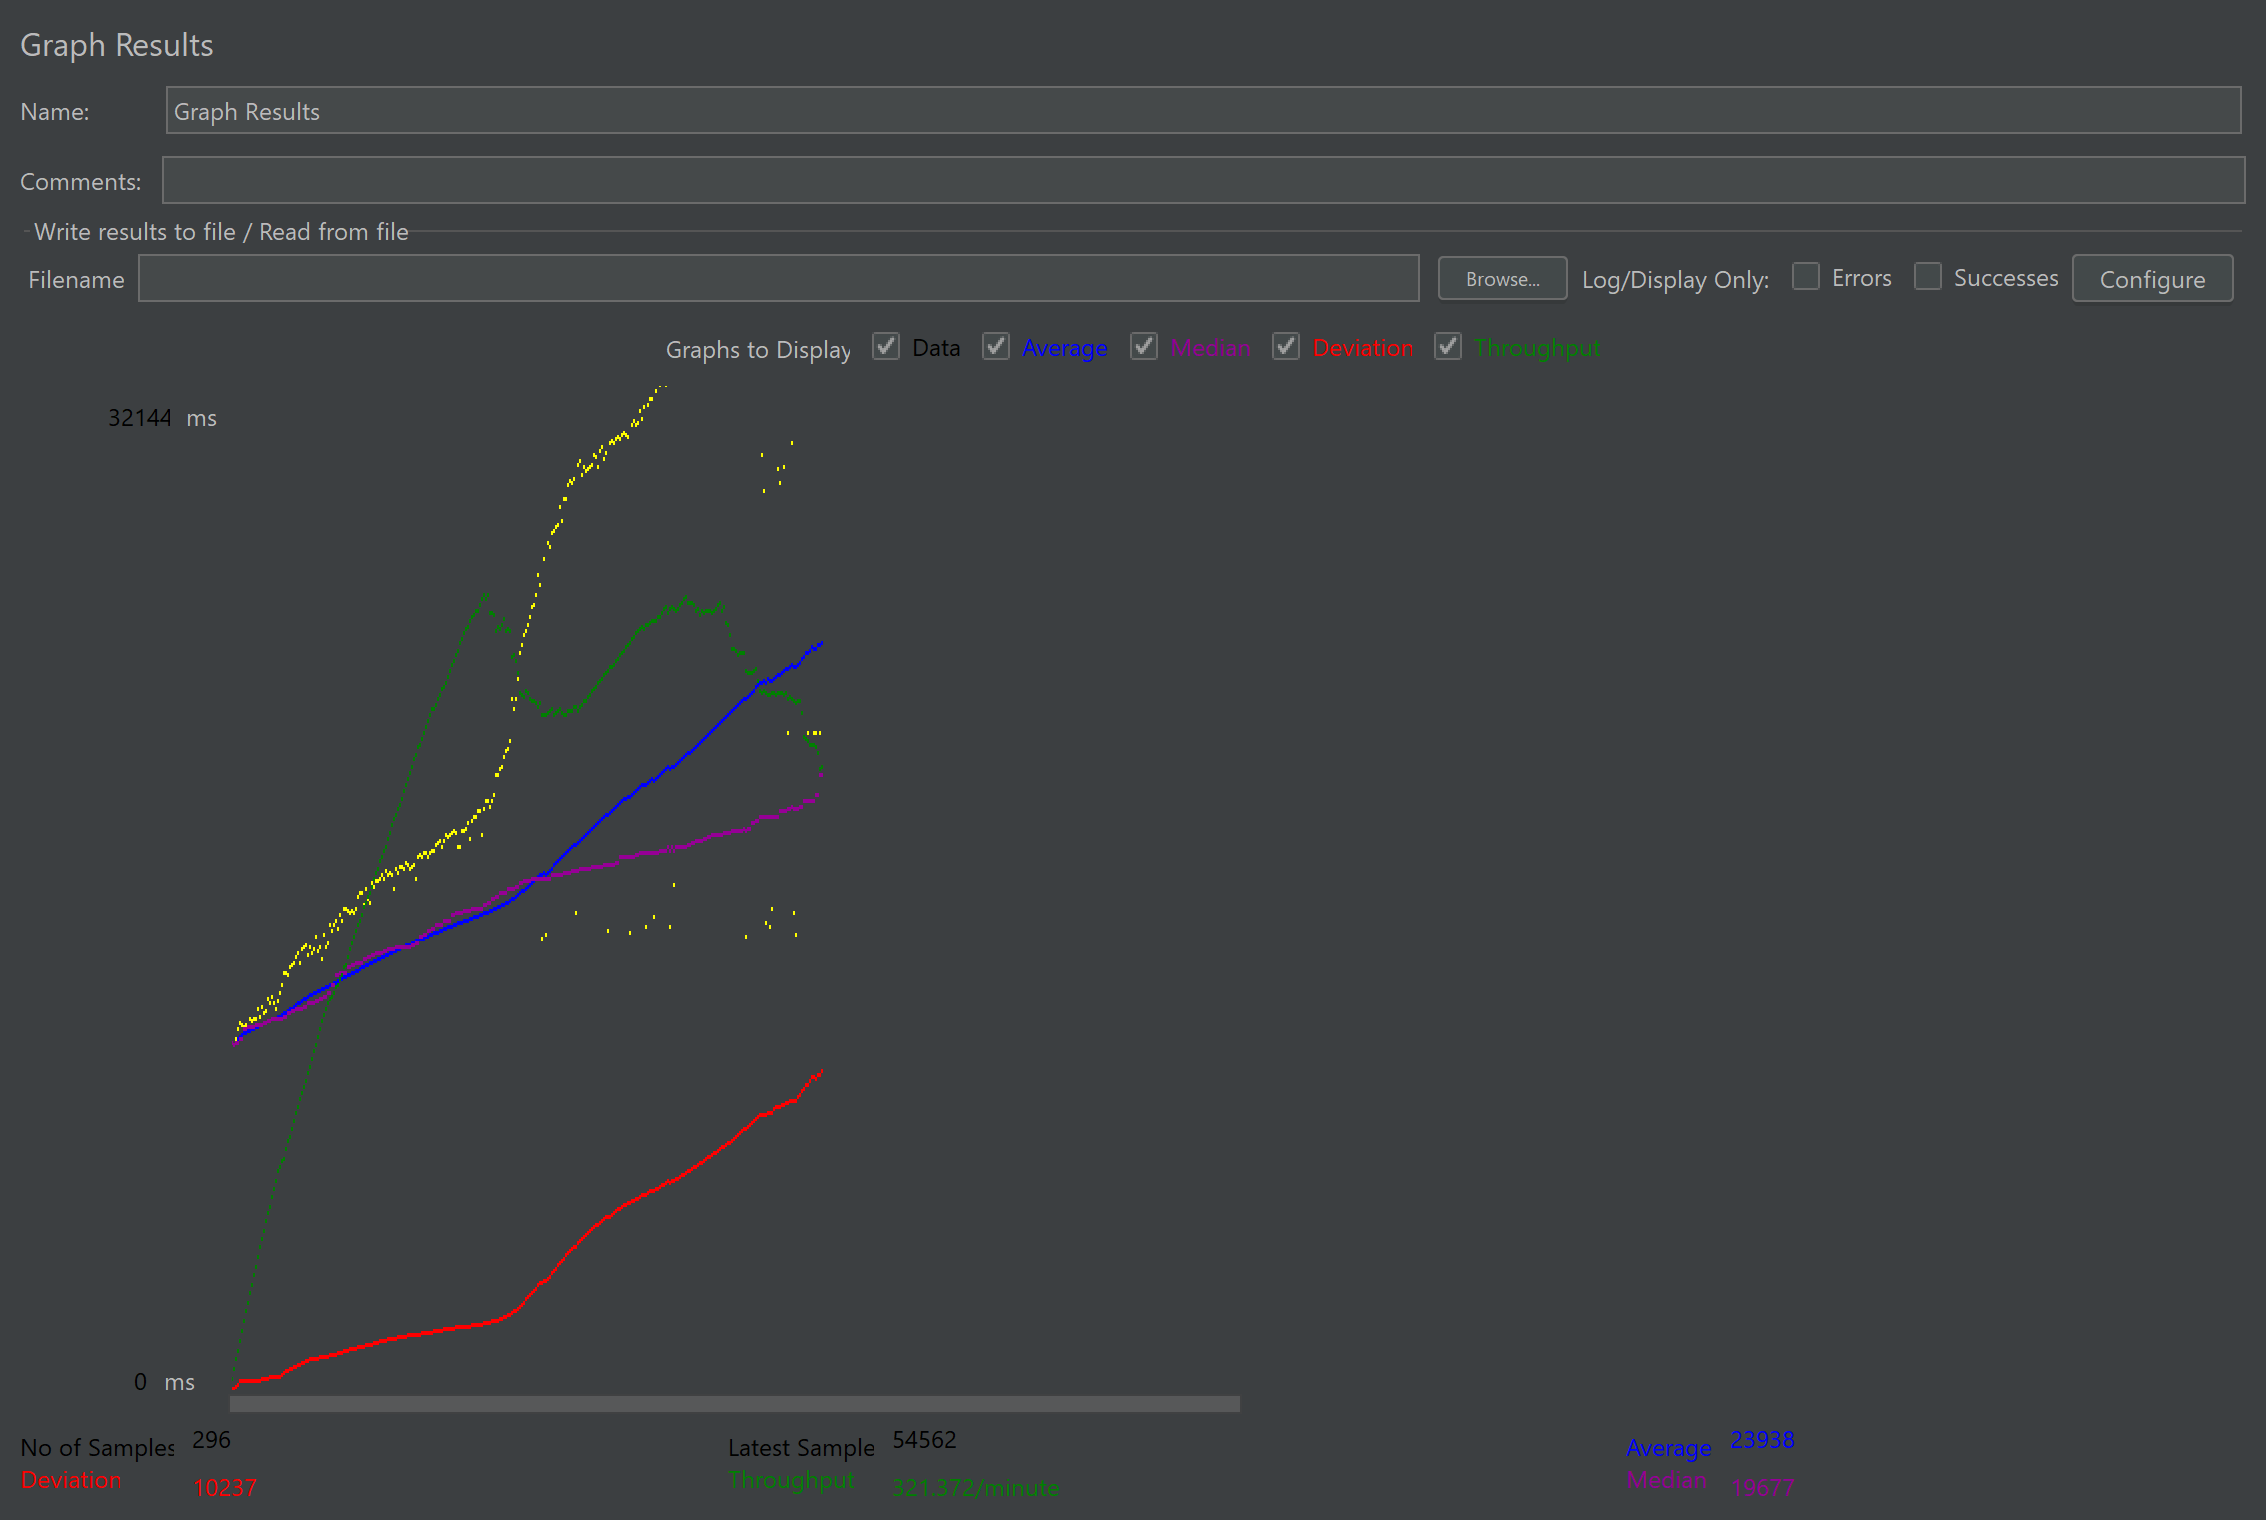 Graph Results
Name: Graph Results
Comments:
Write results to file / Read from file
Filename Browse... Log/Display Only: Errors Successes Configure
Graphs to Display Data Average Median Deviation Throughput
32144 ms
0 ms
No of Samples 296 Latest Sample 54562 Average 23938
Deviation 10237 Throughput 321.372/minute Median 19677